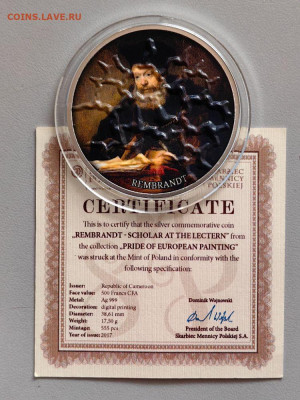 COINS.LAVE.RU
REMBRANDT
SKARBIEC
MENNICY
POLSKIEJ
CERTIFICATE
This is to certify that the silver commemorative coin
„REMBRANDT - SCHOLAR AT THE LECTERN" from
the collection „PRIDE OF EUROPEAN PAINTING"
was struck at the Mint of Poland in conformity with the
following specification:
Issuer: Republic of Cameroon
Face value: 500 Francs CFA
Metal: Ag 999
Decoration: digital printing
Diameter: 38,61 mm
Weight: 17,50 g
Mintage: 555 pcs
Year of issue: 2017
Dominik Wojnowski
President of the Board
Skarbiec Mennicy Polskiej S.A.